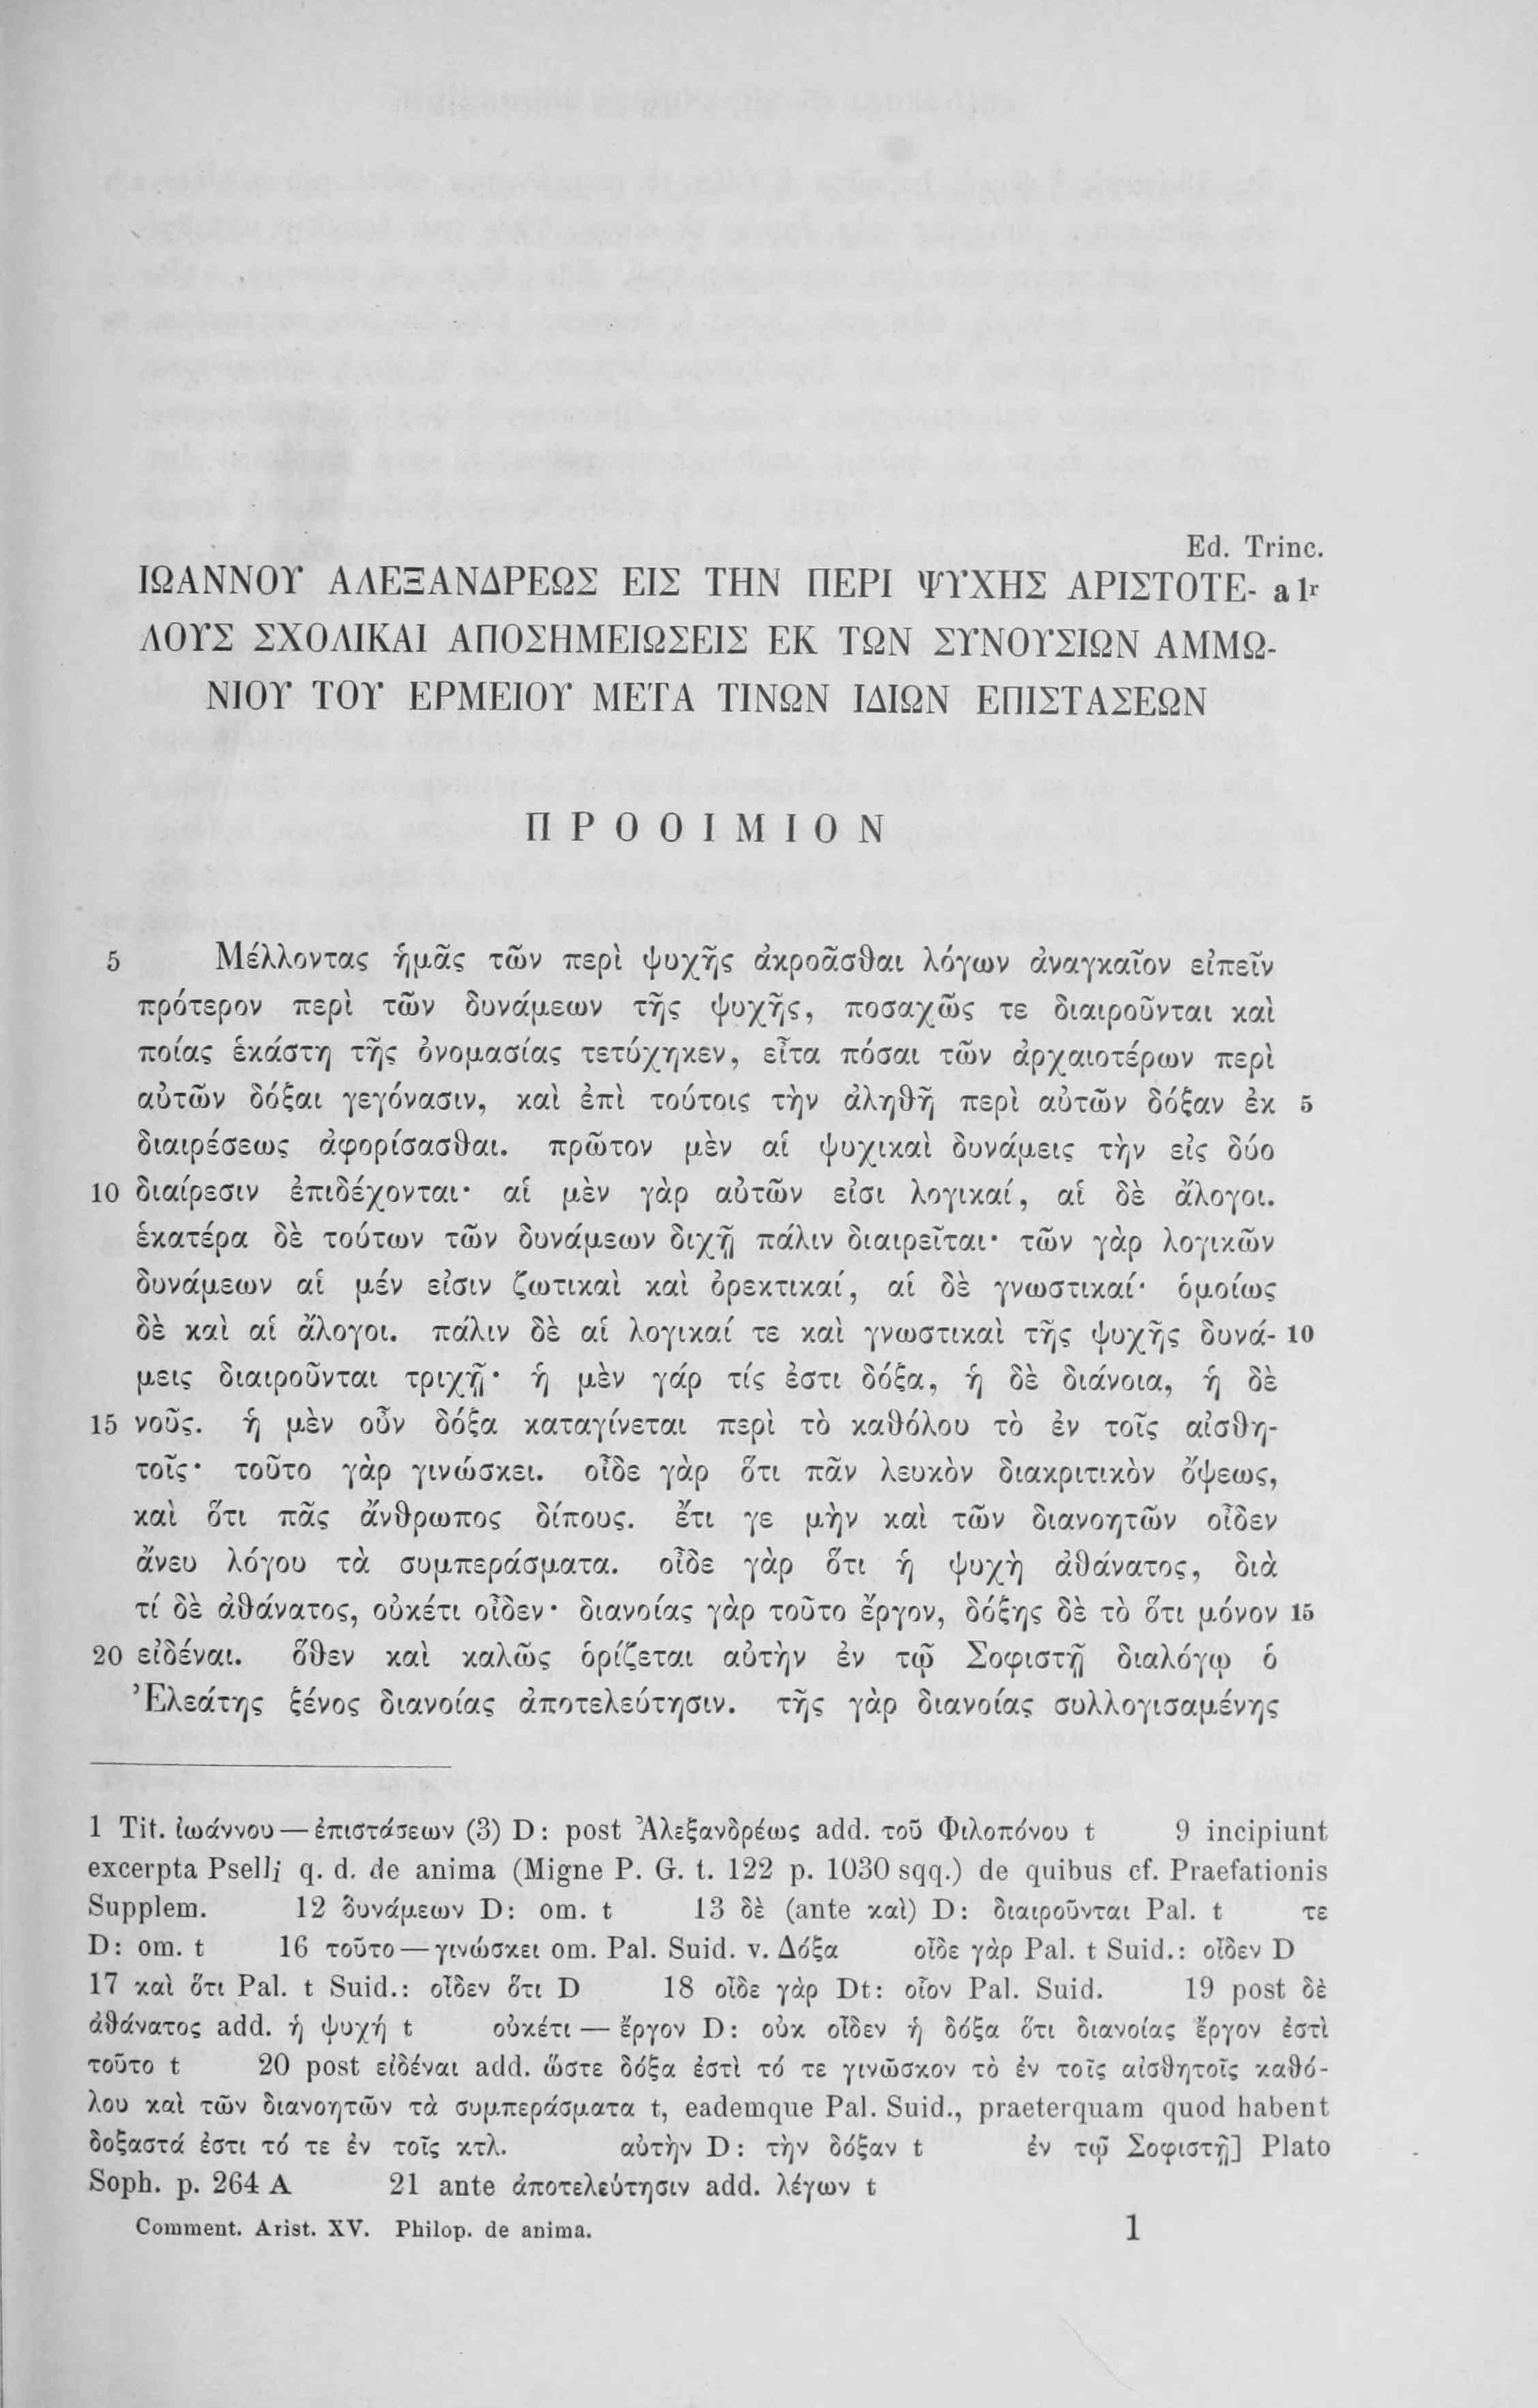 Ed. Trinc.
ΙΩΑΝΝΟΥ ΑΛΕΞΑΝΔΡΕΩΣ ΕΙΣ ΤΗΝ ΠΕΡΙ ΨΥΧΗΣ ΑΡΙΣΤΟΤΕ- a 1r
ΛΟΥΣ ΣΧΟΛΙΚΑΙ ΑΠΟΣΗΜΕΙΩΣΕΙΣ ΕΚ ΤΩΝ ΣΥΝΟΥΣΙΩΝ ΑΜΜΩ-
ΝΙΟΥ ΤΟΥ ΕΡΜΕΙΟΥ ΜΕΤΑ ΤΙΝΩΝ ΙΔΙΩΝ ΕΠΙΣΤΑΣΕΩΝ
ΠΡΟΟΙΜΙΟΝ
5 Μέλλοντας ἡμᾶς τῶν περὶ ψυχῆς ἀκροᾶσθαι λόγων ἀναγκαῖον εἰπεῖν
πρότερον περὶ τῶν δυνάμεων τῆς ψυχῆς, ποσαχῶς τε διαιροῦνται καὶ
ποίας ἑκάστη τῆς ὀνομασίας τετύχηκεν, εἶτα πόσαι τῶν ἀρχαιοτέρων περὶ
αὐτῶν δόξαι γεγόνασιν, καὶ ἐπὶ τούτοις τὴν ἀληθῆ περὶ αὐτῶν δόξαν ἐκ 5
διαιρέσεως ἀφορίσασθαι. πρῶτον μὲν αἱ ψυχικαὶ δυνάμεις τὴν εἰς δύο
10 διαίρεσιν ἐπιδέχονται· αἱ μὲν γὰρ αὐτῶν εἰσι λογικαί, αἱ δὲ ἄλογοι.
ἑκατέρα δὲ τούτων τῶν δυνάμεων διχῇ πάλιν διαιρεῖται· τῶν γὰρ λογικῶν
δυνάμεων αἱ μέν εἰσιν ζωτικαὶ καὶ ὀρεκτικαί, αἱ δὲ γνωστικαί· ὁμοίως
δὲ καὶ αἱ ἄλογοι. πάλιν δὲ αἱ λογικαί τε καὶ γνωστικαὶ τῆς ψυχῆς δυνά- 10
μεις διαιροῦνται τριχῇ· ἡ μὲν γάρ τίς ἐστι δόξα, ἡ δὲ διάνοια, ἡ δὲ
15 νοῦς. ἡ μὲν οὖν δόξα καταγίνεται περὶ τὸ καθόλου τὸ ἐν τοῖς αἰσθη-
τοῖς· τοῦτο γὰρ γινώσκει. οἶδε γὰρ ὅτι πᾶν λευκὸν διακριτικὸν ὄψεως,
καὶ ὅτι πᾶς ἄνθρωπος δίπους. ἔτι γε μὴν καὶ τῶν διανοητῶν οἶδεν
ἄνευ λόγου τὰ συμπεράσματα. οἶδε γὰρ ὅτι ἡ ψυχὴ ἀθάνατος, διὰ
τί δὲ ἀθάνατος, οὐκέτι οἶδεν· διανοίας γὰρ τοῦτο ἔργον, δόξης δὲ τὸ ὅτι μόνον 15
20 εἰδέναι. ὅθεν καὶ καλῶς ὁρίζεται αὐτὴν ἐν τῷ Σοφιστῇ διαλόγῳ ὁ
Ἐλεάτης ξένος διανοίας ἀποτελεύτησιν. τῆς γὰρ διανοίας συλλογισαμένης
1 Tit. ἰωάννου — ἐπιστάσεων (3) D: post Ἀλεξανδρέως add. τοῦ Φιλοπόνου t 9 incipiunt
excerpta Pselli q. d. de anima (Migne P. G. t. 122 p. 1030 sqq.) de quibus cf. Praefationis
Supplem. 12 δυνάμεων D: om. t 13 δὲ (ante καὶ) D: διαιροῦνται Pal. t τε
D: om. t 16 τοῦτο — γινώσκει om. Pal. Suid. v. Δόξα οἶδε γὰρ Pal. t Suid.: οἶδεν D
17 καὶ ὅτι Pal. t Suid.: οἶδεν ὅτι D 18 οἶδε γὰρ Dt: οἷον Pal. Suid. 19 post δὲ
ἀθάνατος add. ἡ ψυχή t οὐκέτι — ἔργον D: οὐκ οἶδεν ἡ δόξα ὅτι διανοίας ἔργον ἐστὶ
τοῦτο t 20 post εἰδέναι add. ὥστε δόξα ἐστὶ τό τε γινῶσκον τὸ ἐν τοῖς αἰσθητοῖς καθό-
λου καὶ τῶν διανοητῶν τὰ συμπεράσματα t, eademque Pal. Suid., praeterquam quod habent
δοξαστά ἐστι τό τε ἐν τοῖς κτλ. αὐτὴν D: τὴν δόξαν t ἐν τῷ Σοφιστῇ] Plato
Soph. p. 264 A 21 ante ἀποτελεύτησιν add. λέγων t
Comment. Arist. XV. Philop. de anima. 1